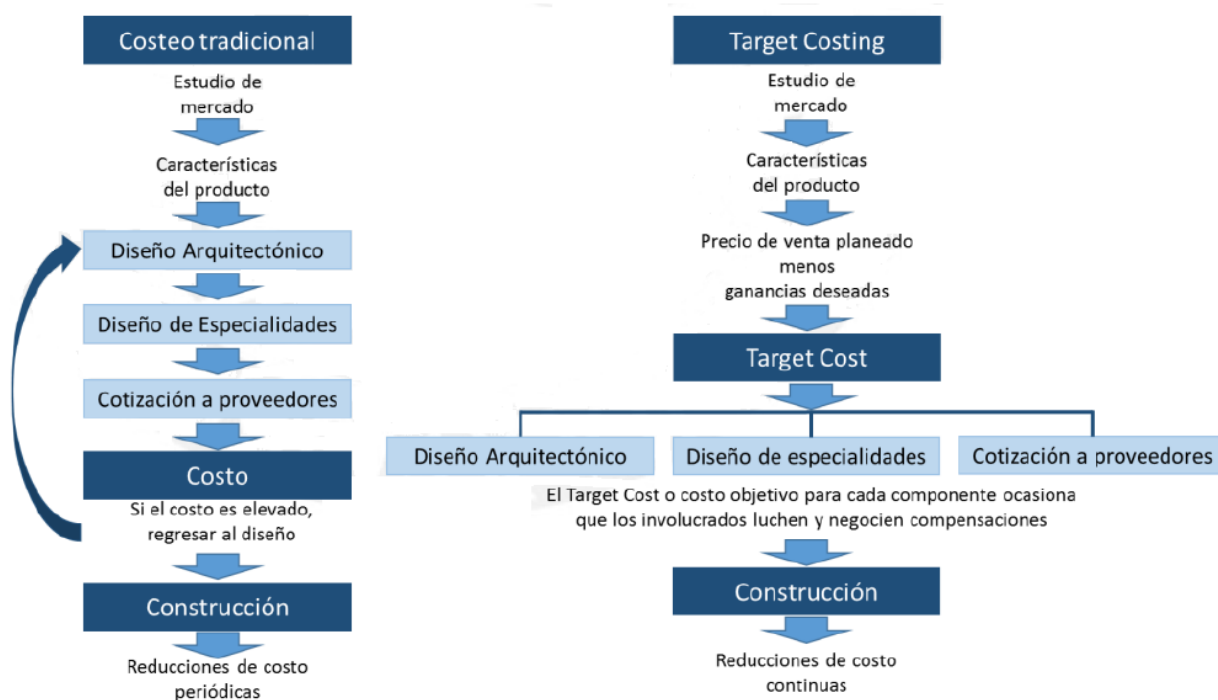 Costeo tradicional
Estudio de
mercado
Características
del producto
Diseño Arquitectónico
Diseño de Especialidades
Cotización a proveedores
Costo
Si el costo es elevado,
regresar al diseño
Construcción
Reducciones de costo
periódicas
Target Costing
Estudio de
mercado
Características
del producto
Precio de venta planeado
menos
ganancias deseadas
Target Cost
Diseño Arquitectónico
Diseño de especialidades
Cotización a proveedores
El Target Cost o costo objetivo para cada componente ocasiona
que los involucrados luchen y negocien compensaciones
Construcción
Reducciones de costo
continuas